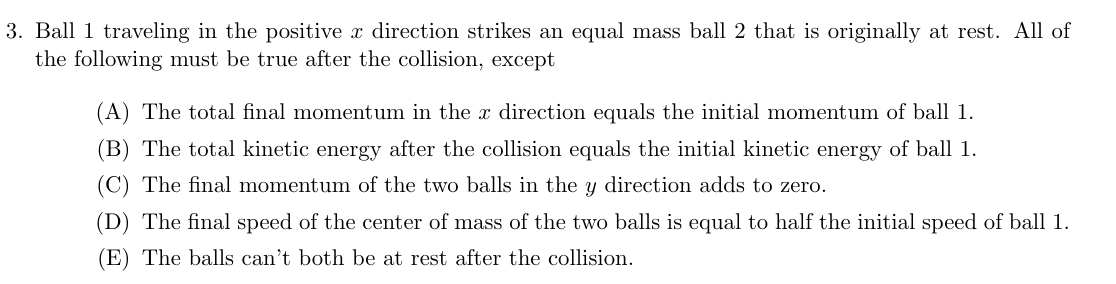 3. Ball 1 traveling in the positive x direction strikes an equal mass ball 2 that is originally at rest. All of
the following must be true after the collision, except
(A) The total final momentum in the x direction equals the initial momentum of ball 1.
(B) The total kinetic energy after the collision equals the initial kinetic energy of ball 1.
(C) The final momentum of the two balls in the y direction adds to zero.
(D) The final speed of the center of mass of the two balls is equal to half the initial speed of ball 1.
(E) The balls can't both be at rest after the collision.